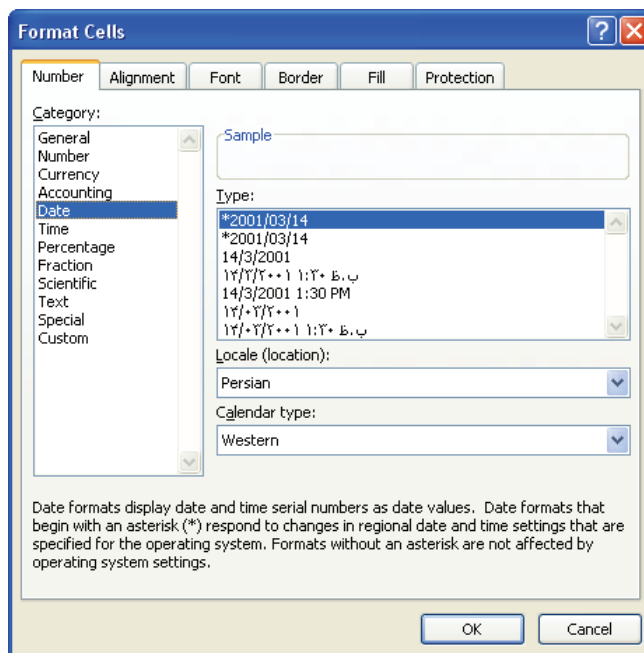 Format Cells
Number Alignment Font Border Fill Protection
Category:
General
Number
Currency
Accounting
Date
Time
Percentage
Fraction
Scientific
Text
Special
Custom
Sample
Type:
*2001/03/14
*2001/03/14
14/3/2001
۱۴/۳/۲۰۰۱ ۱:۳۰ ب.ظ
14/3/2001 1:30 PM
۱۴/۰۳/۲۰۰۱
۱۴/۰۳/۲۰۰۱ ۱:۳۰ ب.ظ
Locale (location):
Persian
Calendar type:
Western
Date formats display date and time serial numbers as date values. Date formats that
begin with an asterisk (*) respond to changes in regional date and time settings that are
specified for the operating system. Formats without an asterisk are not affected by
operating system settings.
OK Cancel